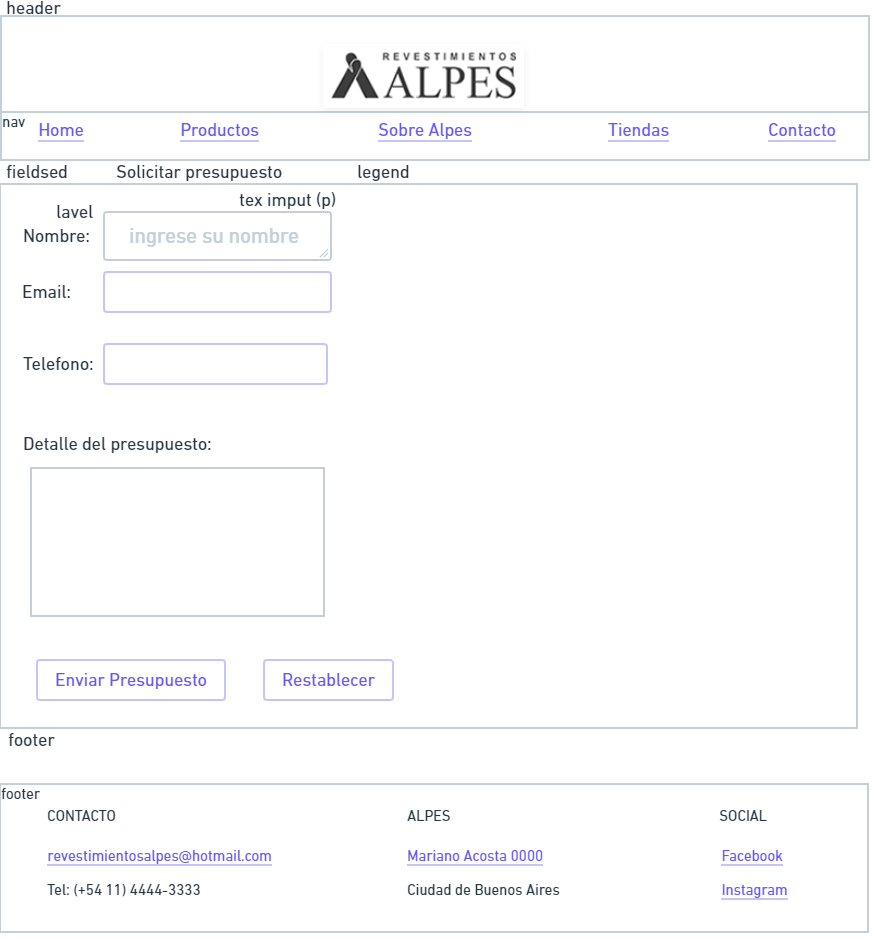 header
REVESTIMIENTOS
ALPES
nav
Home Productos Sobre Alpes Tiendas Contacto
fieldsed Solicitar presupuesto legend
tex imput (p)
lavel
Nombre: ingrese su nombre
Email:
Telefono:
Detalle del presupuesto:
Enviar Presupuesto Restablecer
footer
footer
CONTACTO ALPES SOCIAL
revestimientosalpes@hotmail.com Mariano Acosta 0000 Facebook
Tel: (+54 11) 4444-3333 Ciudad de Buenos Aires Instagram